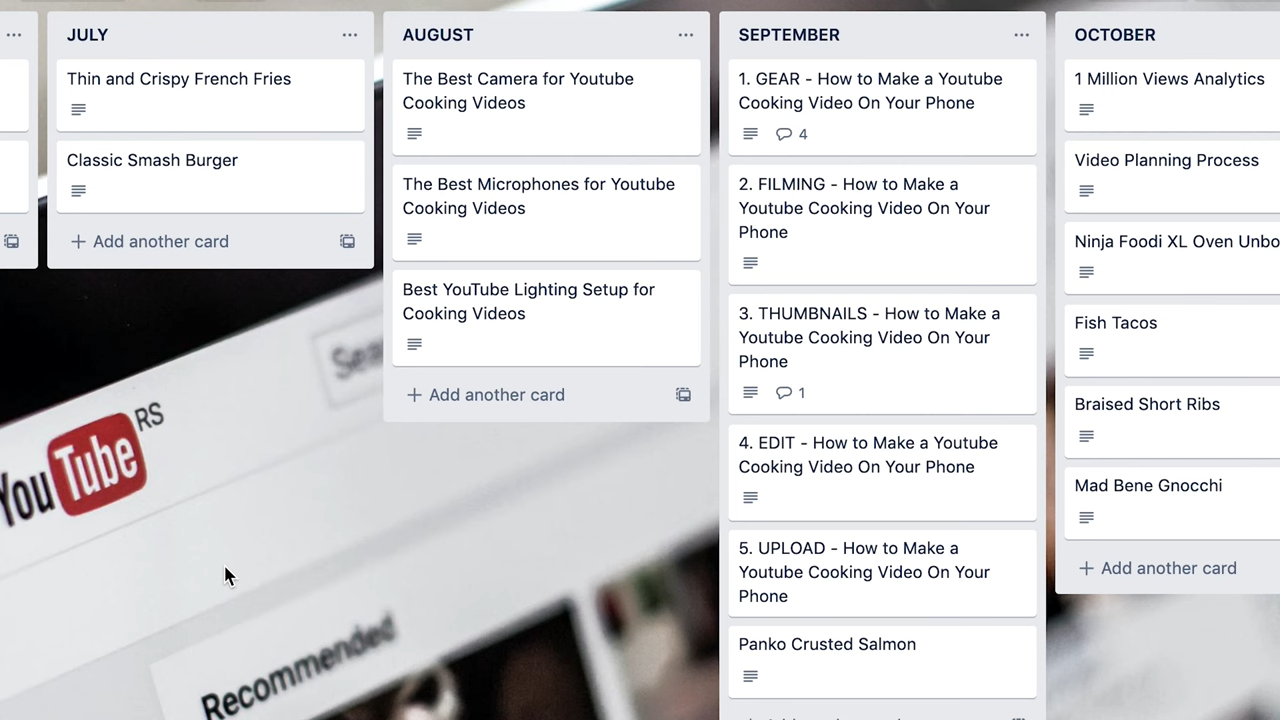 JULY
Thin and Crispy French Fries
Classic Smash Burger
Add another card
AUGUST
The Best Camera for Youtube
Cooking Videos
The Best Microphones for Youtube
Cooking Videos
Best YouTube Lighting Setup for
Cooking Videos
Add another card
SEPTEMBER
1. GEAR - How to Make a Youtube
Cooking Video On Your Phone
4
2. FILMING - How to Make a
Youtube Cooking Video On Your
Phone
3. THUMBNAILS - How to Make a
Youtube Cooking Video On Your
Phone
1
4. EDIT - How to Make a Youtube
Cooking Video On Your Phone
5. UPLOAD - How to Make a
Youtube Cooking Video On Your
Phone
Panko Crusted Salmon
OCTOBER
1 Million Views Analytics
Video Planning Process
Ninja Foodi XL Oven Unbo
Fish Tacos
Braised Short Ribs
Mad Bene Gnocchi
Add another card
Sea
YouTube RS
Recommended